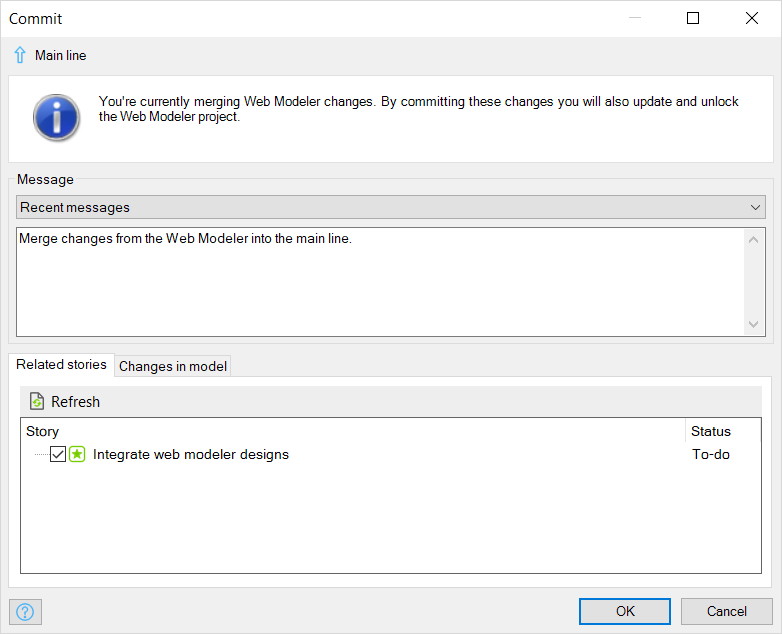 Commit
Main line
You're currently merging Web Modeler changes. By committing these changes you will also update and unlock
the Web Modeler project.
Message
Recent messages
Merge changes from the Web Modeler into the main line.
Related stories
Changes in model
Refresh
Story Status
Integrate web modeler designs To-do
OK Cancel